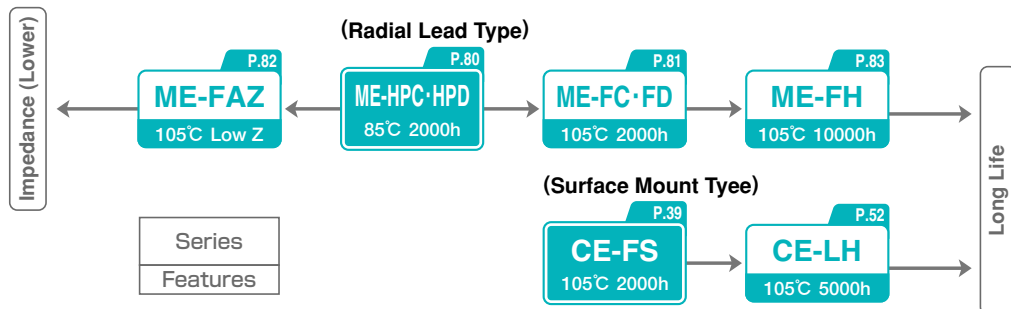 (Radial Lead Type)
P.82
P.80
P.81
P.83
Impedance (Lower)
ME-FAZ
105℃ Low Z
ME-HPC·HPD
85℃ 2000h
ME-FC·FD
105℃ 2000h
ME-FH
105℃ 10000h
Long Life
(Surface Mount Tyee)
P.39
P.52
CE-FS
105℃ 2000h
CE-LH
105℃ 5000h
Series
Features